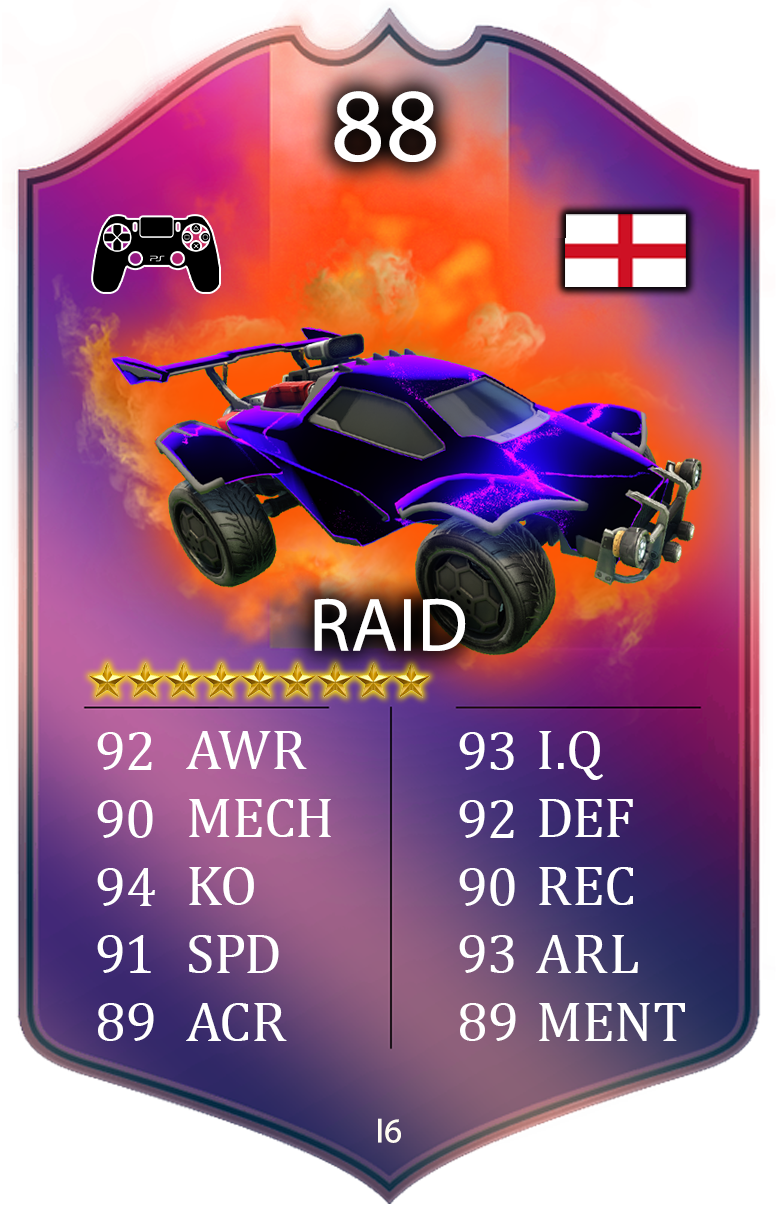 88
PS
RAID
92 AWR
93 I.Q
90 MECH
92 DEF
94 KO
90 REC
91 SPD
93 ARL
89 ACR
89 MENT
I6